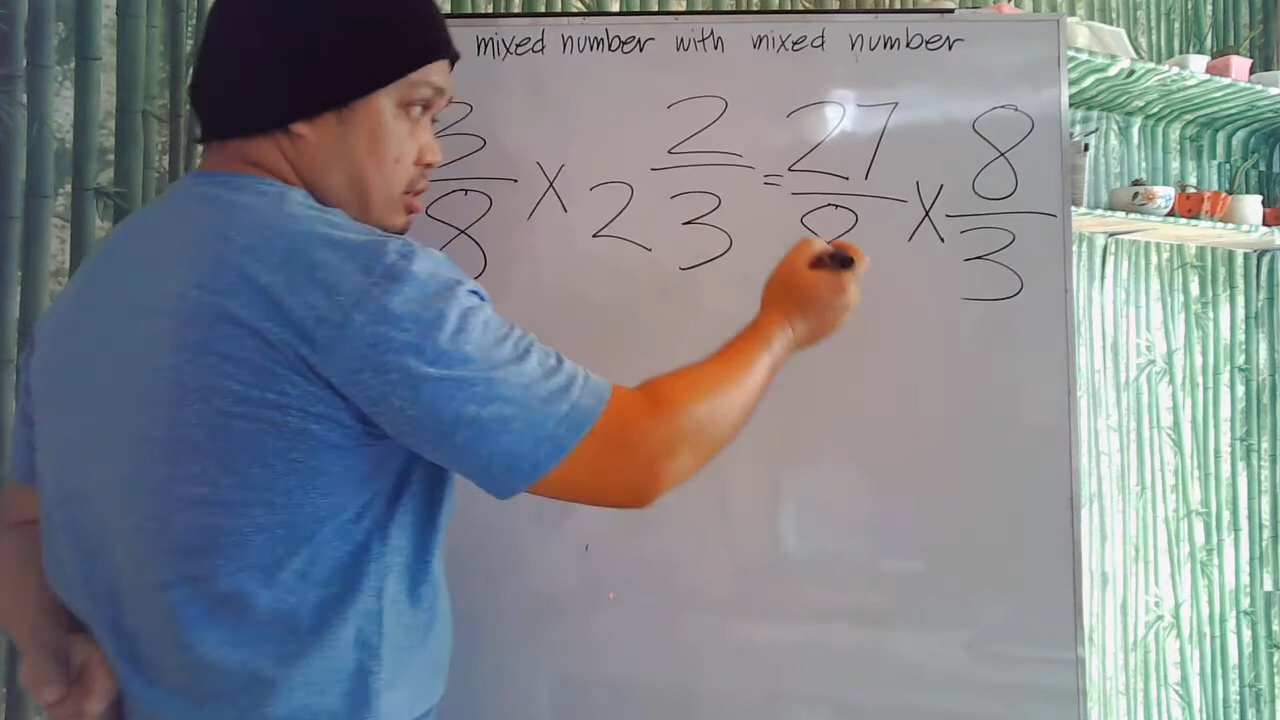 mixed number with mixed number
3/8 × 2 2/3 = 27/8 × 8/3